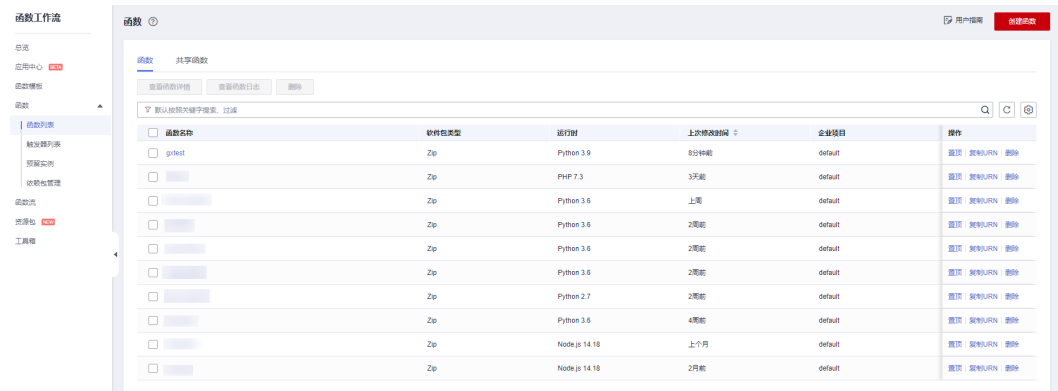 函数工作流
总览
应用中心 BETA
函数模板
函数
函数列表
触发器列表
预留实例
依赖包管理
函数流
资源包 NEW
工具箱
函数
用户指南 创建函数
函数 共享函数
查看函数详情 查看函数日志 删除
默认按照关键字搜索、过滤
函数名称 软件包类型 运行时 上次修改时间 企业项目 操作
gxtest Zip Python 3.9 8分钟前 default 置顶 复制URN 删除
Zip PHP 7.3 3天前 default 置顶 复制URN 删除
Zip Python 3.6 上周 default 置顶 复制URN 删除
Zip Python 3.6 2周前 default 置顶 复制URN 删除
Zip Python 3.6 2周前 default 置顶 复制URN 删除
Zip Python 3.6 2周前 default 置顶 复制URN 删除
Zip Python 2.7 2周前 default 置顶 复制URN 删除
Zip Python 3.6 4周前 default 置顶 复制URN 删除
Zip Node.js 14.18 上个月 default 置顶 复制URN 删除
Zip Node.js 14.18 2月前 default 置顶 复制URN 删除